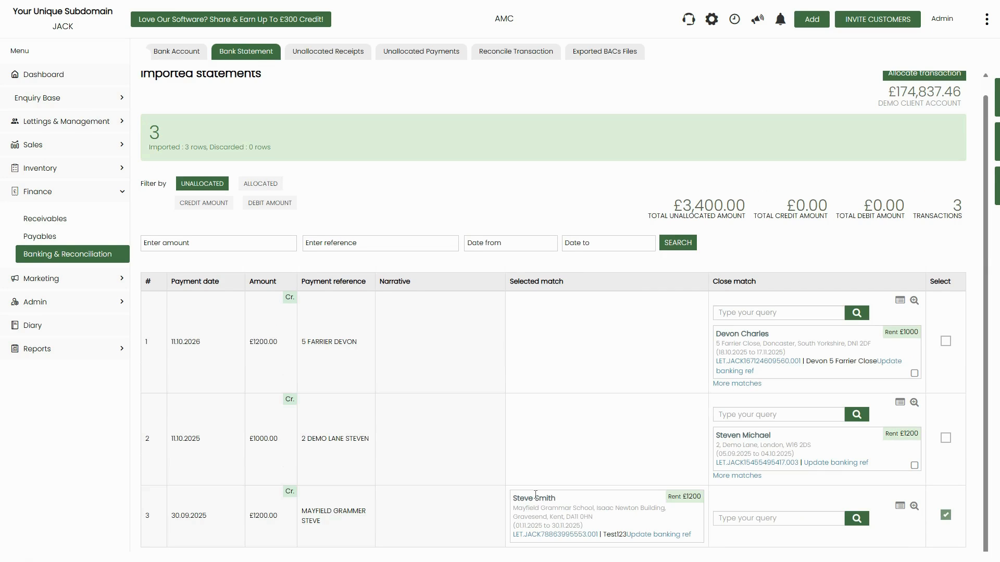 Your Unique Subdomain
JACK
Love Our Software? Share & Earn Up To £300 Credit!
AMC
Add
INVITE CUSTOMERS
Admin
Menu
Dashboard
Enquiry Base
Lettings & Management
Sales
Inventory
Finance
Receivables
Payables
Banking & Reconciliation
Marketing
Admin
Diary
Reports
Bank Account
Bank Statement
Unallocated Receipts
Unallocated Payments
Reconcile Transaction
Exported BACs Files
Imported statements
Allocate transaction
£174,837.46
DEMO CLIENT ACCOUNT
3
Imported : 3 rows, Discarded : 0 rows
Filter by
UNALLOCATED
ALLOCATED
CREDIT AMOUNT
DEBIT AMOUNT
£3,400.00
TOTAL UNALLOCATED AMOUNT
£0.00
TOTAL CREDIT AMOUNT
£0.00
TOTAL DEBIT AMOUNT
3
TRANSACTIONS
Enter amount
Enter reference
Date from
Date to
SEARCH
# Payment date Amount Payment reference Narrative Selected match Close match Select
Cr.
1
11.10.2026
£1200.00
5 FARRIER DEVON
Type your query
Devon Charles
Rent £1000
5 Farrier Close, Doncaster, South Yorkshire, DN1 2DF
(18.10.2025 to 17.11.2025)
LET.JACK167124609560.001 | Devon 5 Farrier CloseUpdate
banking ref
More matches
Cr.
2
11.10.2025
£1000.00
2 DEMO LANE STEVEN
Type your query
Steven Michael
Rent £1200
2, Demo Lane, London, W16 2DS
(05.09.2025 to 04.10.2025)
LET.JACK15455495417.003 | Update banking ref
More matches
Cr.
3
30.09.2025
£1200.00
MAYFIELD GRAMMER
STEVE
Steve Smith
Rent £1200
Mayfield Grammar School, Isaac Newton Building,
Gravesend, Kent, DA11 0HN
(01.11.2025 to 30.11.2025)
LET.JACK78863995553.001 | Test123Update banking ref
Type your query